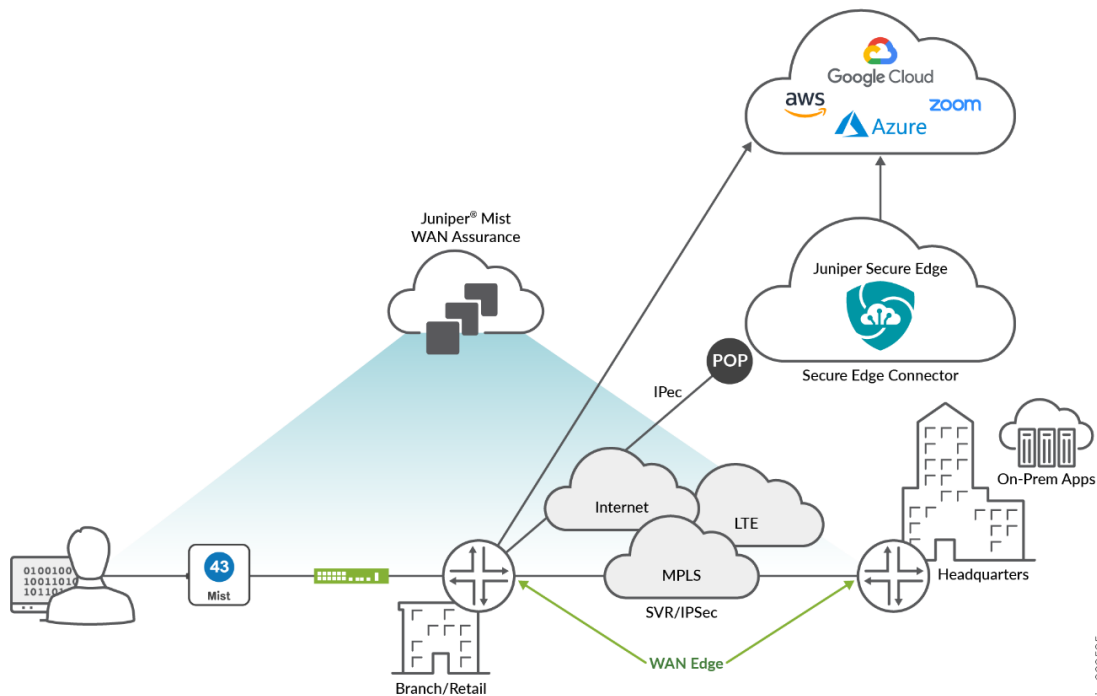 Google Cloud
aws
zoom
Azure
Juniper® Mist
WAN Assurance
Juniper Secure Edge
POP
Secure Edge Connector
IPec
On-Prem Apps
Internet
LTE
0100100
10011010
10110
43
Mist
MPLS
Headquarters
SVR/IPSec
WAN Edge
Branch/Retail